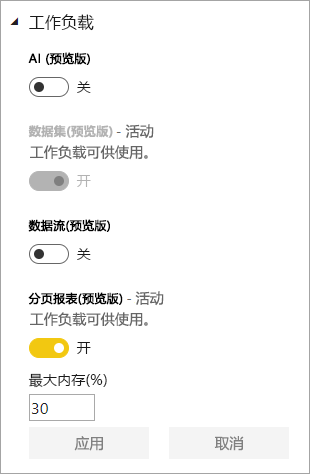 工作负载
AI (预览版)
关
数据集(预览版) - 活动
工作负载可供使用。
开
数据流(预览版)
关
分页报表(预览版) - 活动
工作负载可供使用。
开
最大内存(%)
30
应用 取消